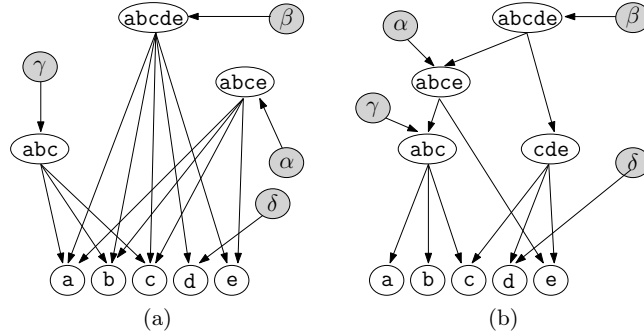 abcde β
γ
abce
abc
α
δ
a b c d e
(a)
abcde β
α
abce
γ
abc cde δ
a b c d e
(b)